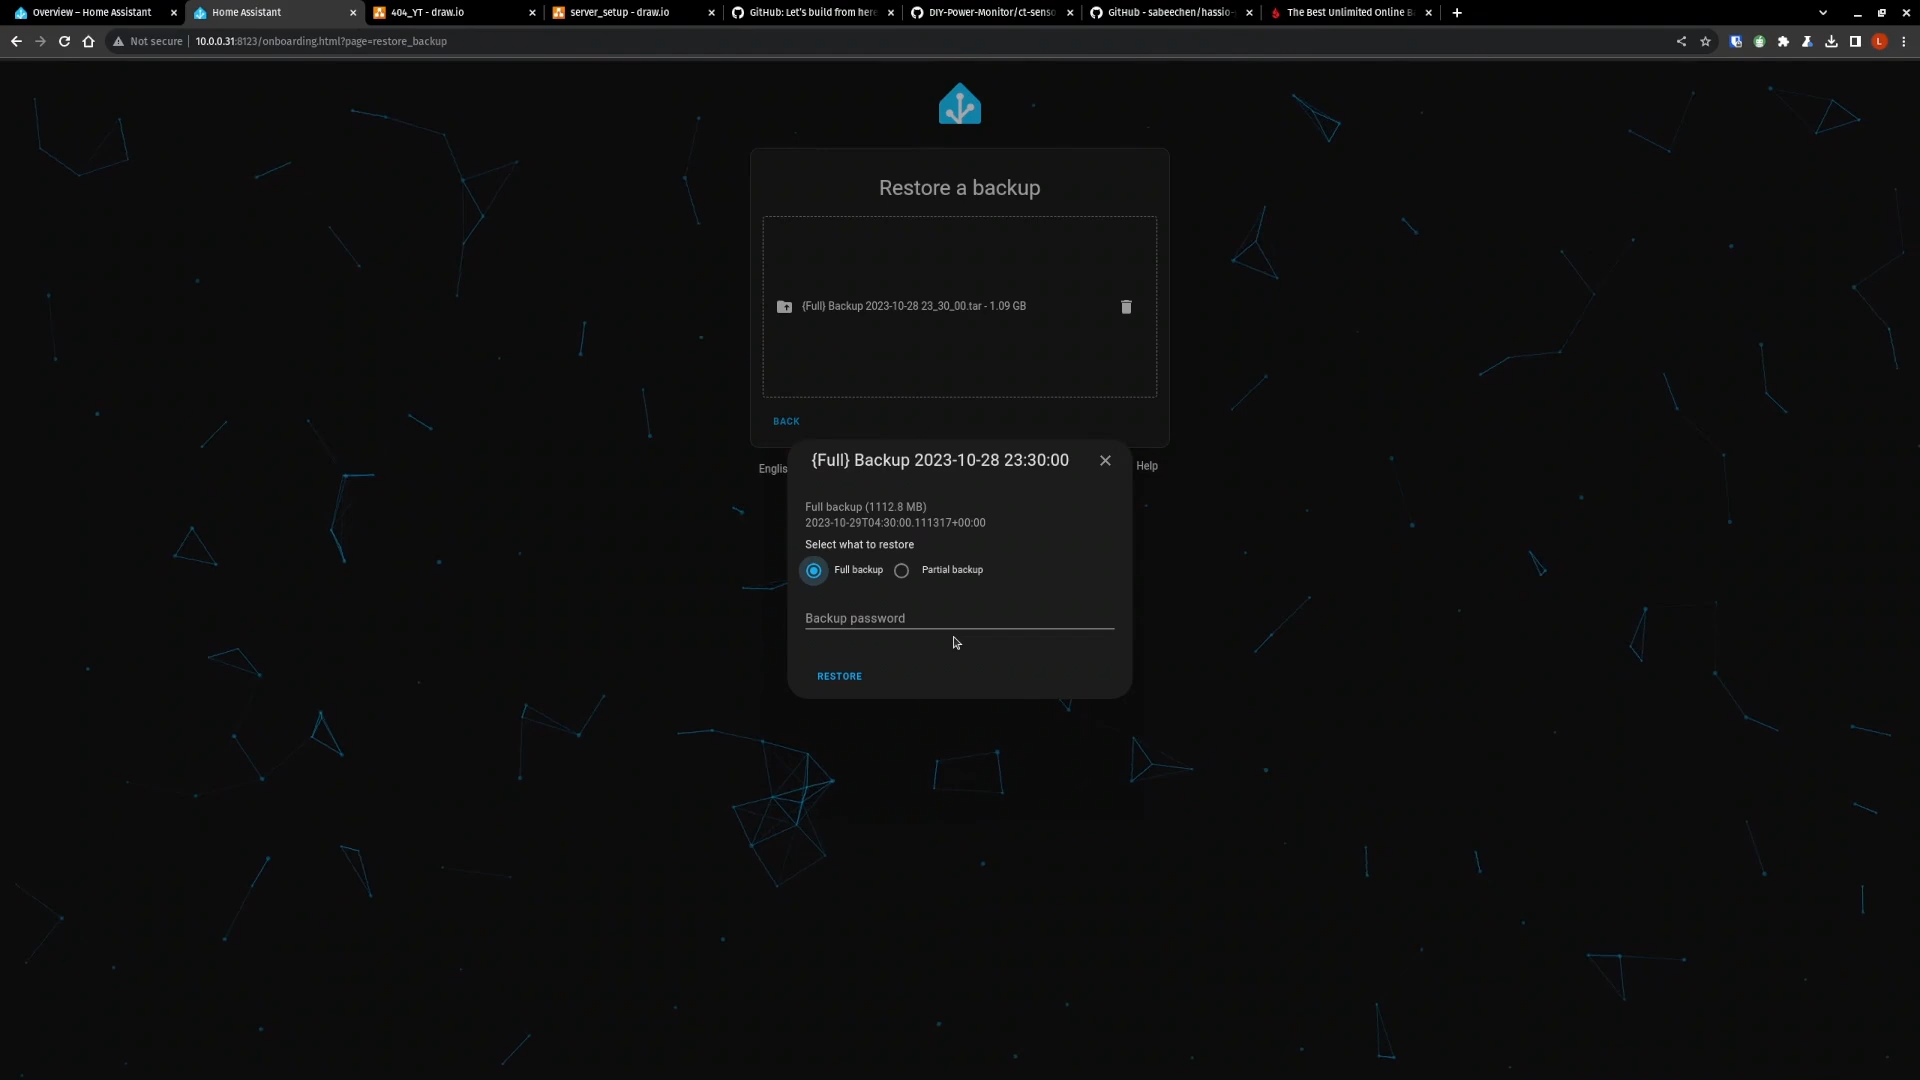 Overview – Home Assistant
Home Assistant
404_YT - draw.io
server_setup - draw.io
GitHub: Let's build from here
DIY-Power-Monitor/ct-senso
GitHub - sabeechen/hassio-
The Best Unlimited Online B
Not secure
10.0.0.31:8123/onboarding.html?page=restore_backup
L
Restore a backup
{Full} Backup 2023-10-28 23_30_00.tar - 1.09 GB
BACK
Englis
Help
{Full} Backup 2023-10-28 23:30:00
Full backup (1112.8 MB)
2023-10-29T04:30:00.111317+00:00
Select what to restore
Full backup
Partial backup
Backup password
RESTORE